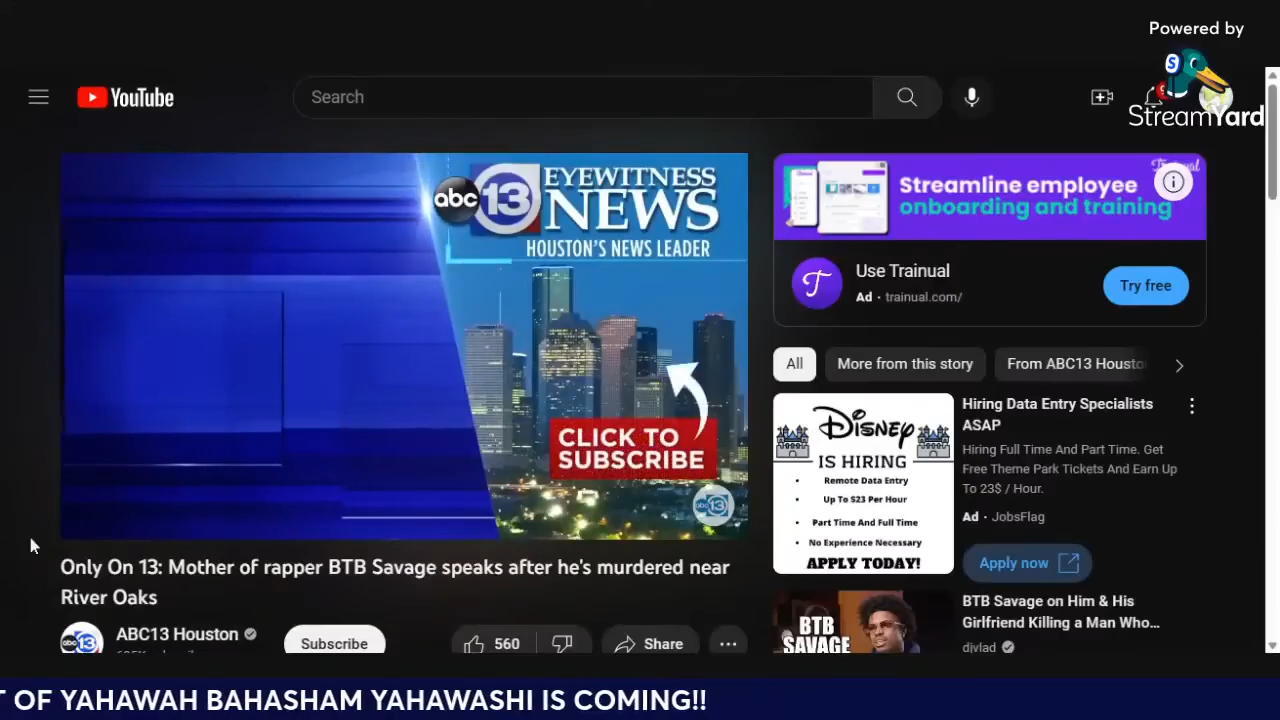 Powered by
StreamYard
YouTube
Search
abc 13 EYEWITNESS
NEWS
HOUSTON'S NEWS LEADER
CLICK TO
SUBSCRIBE
abc 13
Only On 13: Mother of rapper BTB Savage speaks after he's murdered near
River Oaks
ABC13 Houston
Subscribe
560
Share
Streamline employee
onboarding and training
Use Trainual
Ad · trainual.com/
Try free
All
More from this story
From ABC13 Housto
Disney
IS HIRING
• Remote Data Entry
• Up To $23 Per Hour
• Part Time And Full Time
• No Experience Necessary
APPLY TODAY!
Hiring Data Entry Specialists
ASAP
Hiring Full Time And Part Time. Get
Free Theme Park Tickets And Earn Up
To 23$ / Hour.
Ad · JobsFlag
Apply now
BTB
SAVAGE
BTB Savage on Him & His
Girlfriend Killing a Man Who...
djvlad
T OF YAHAWAH BAHASHAM YAHAWASHI IS COMING!!